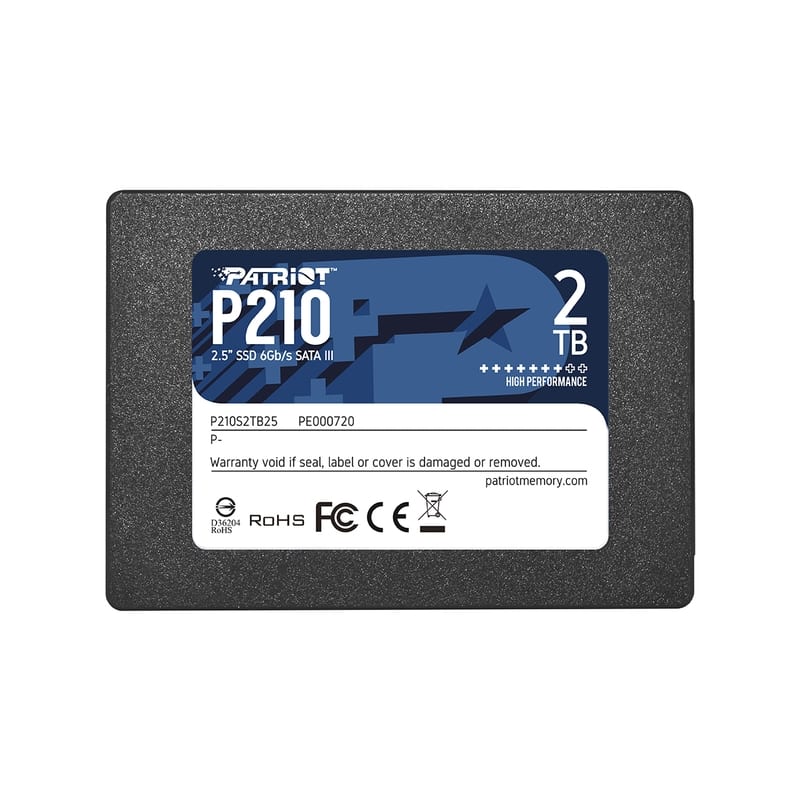 PATRIOT™
P210
2.5" SSD 6Gb/s SATA III
2
TB
HIGH PERFORMANCE
P210S2TB25 PE000720
P-
Warranty void if seal, label or cover is damaged or removed.
patriotmemory.com
D36204
RoHS
RoHS FC CE